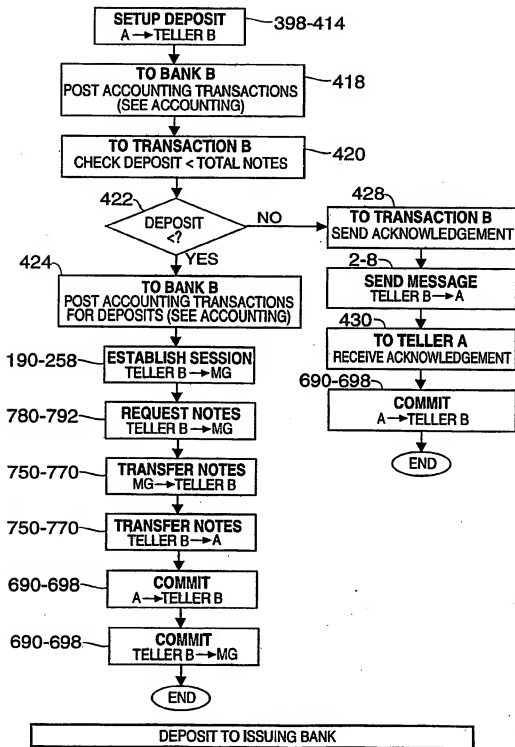 SETUP DEPOSIT
A→TELLER B
398-414
TO BANK B
POST ACCOUNTING TRANSACTIONS
(SEE ACCOUNTING)
418
TO TRANSACTION B
CHECK DEPOSIT < TOTAL NOTES
420
422
DEPOSIT
<?
NO
YES
428
TO TRANSACTION B
SEND ACKNOWLEDGEMENT
2-8
SEND MESSAGE
TELLER B→A
430
TO TELLER A
RECEIVE ACKNOWLEDGEMENT
690-698
COMMIT
A→TELLER B
END
424
TO BANK B
POST ACCOUNTING TRANSACTIONS
FOR DEPOSITS (SEE ACCOUNTING)
190-258
ESTABLISH SESSION
TELLER B→MG
780-792
REQUEST NOTES
TELLER B→MG
750-770
TRANSFER NOTES
MG→TELLER B
750-770
TRANSFER NOTES
TELLER B→A
690-698
COMMIT
A→TELLER B
690-698
COMMIT
TELLER B→MG
END
DEPOSIT TO ISSUING BANK